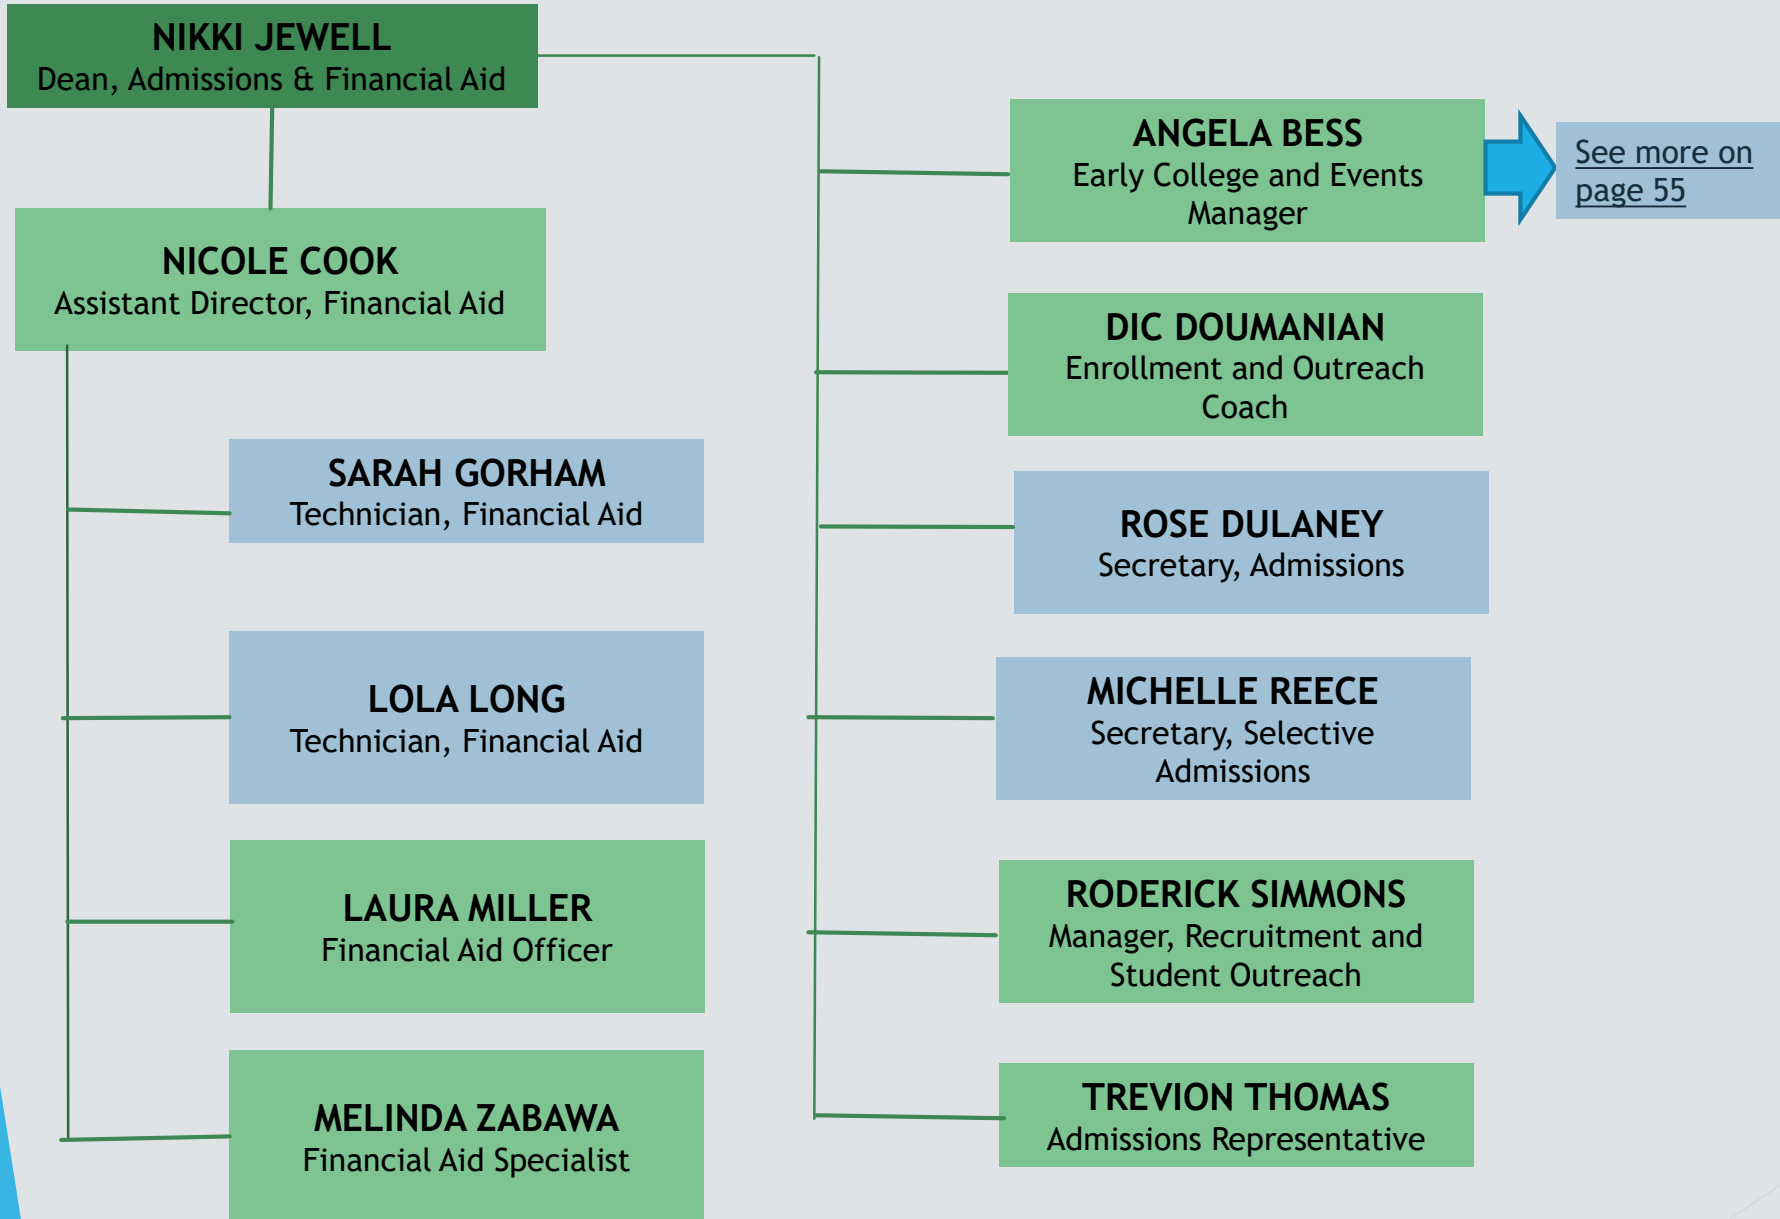 NIKKI JEWELL
Dean, Admissions & Financial Aid
NICOLE COOK
Assistant Director, Financial Aid
SARAH GORHAM
Technician, Financial Aid
LOLA LONG
Technician, Financial Aid
LAURA MILLER
Financial Aid Officer
MELINDA ZABAWA
Financial Aid Specialist
ANGELA BESS
Early College and Events
Manager
See more on
page 55
DIC DOUMANIAN
Enrollment and Outreach
Coach
ROSE DULANEY
Secretary, Admissions
MICHELLE REECE
Secretary, Selective
Admissions
RODERICK SIMMONS
Manager, Recruitment and
Student Outreach
TREVION THOMAS
Admissions Representative